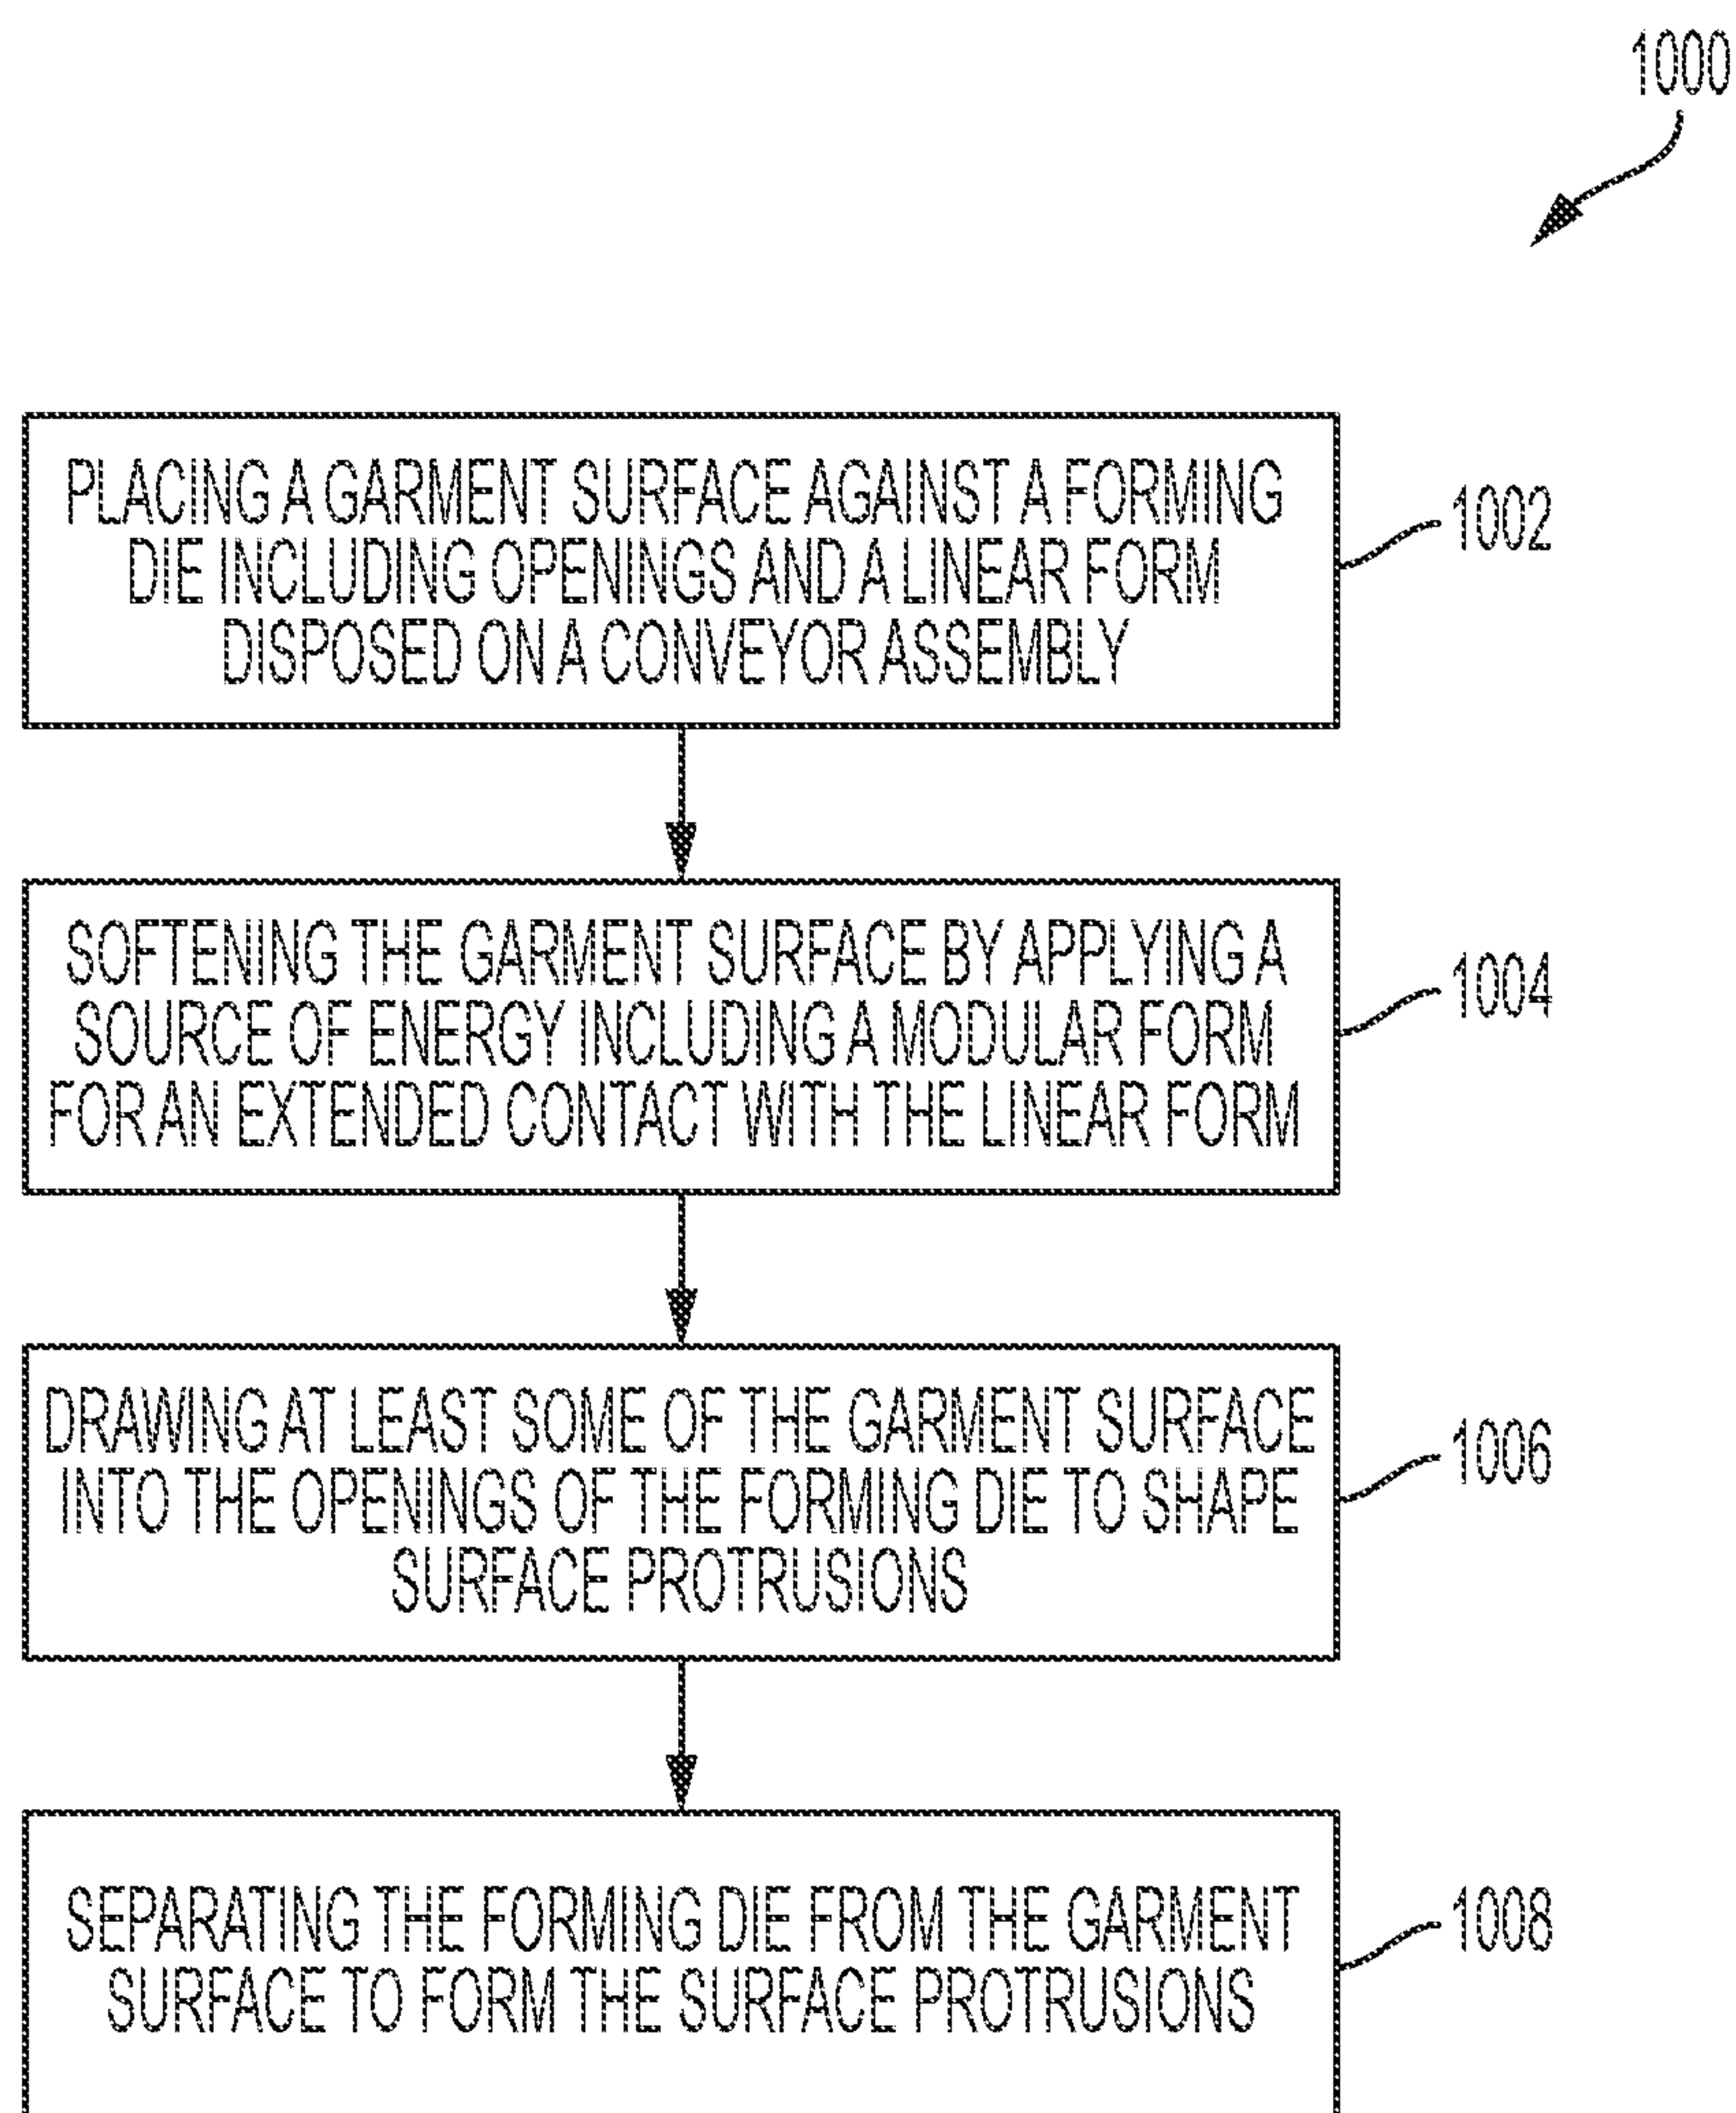 1000
PLACING A GARMENT SURFACE AGAINST A FORMING
DIE INCLUDING OPENINGS AND A LINEAR FORM
DISPOSED ON A CONVEYOR ASSEMBLY
1002
SOFTENING THE GARMENT SURFACE BY APPLYING A
SOURCE OF ENERGY INCLUDING A MODULAR FORM
FOR AN EXTENDED CONTACT WITH THE LINEAR FORM
1004
DRAWING AT LEAST SOME OF THE GARMENT SURFACE
INTO THE OPENINGS OF THE FORMING DIE TO SHAPE
SURFACE PROTRUSIONS
1006
SEPARATING THE FORMING DIE FROM THE GARMENT
SURFACE TO FORM THE SURFACE PROTRUSIONS
1008